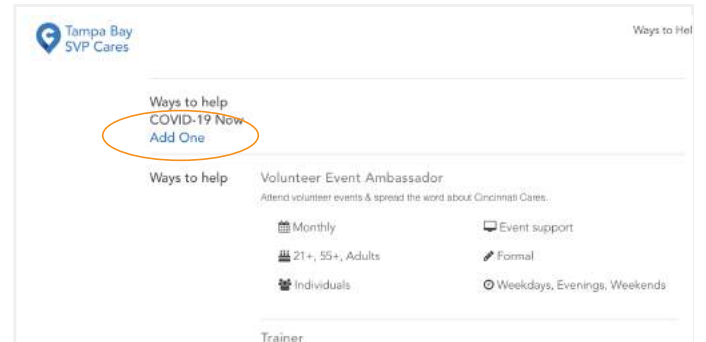 Tampa Bay
SVP Cares
Ways to Hel
Ways to help
COVID-19 Now
Add One
Ways to help
Volunteer Event Ambassador
Attend volunteer events & spread the word about Cincinnati Cares.
Monthly
Event support
21+, 55+, Adults
Formal
Individuals
Weekdays, Evenings, Weekends
Trainer